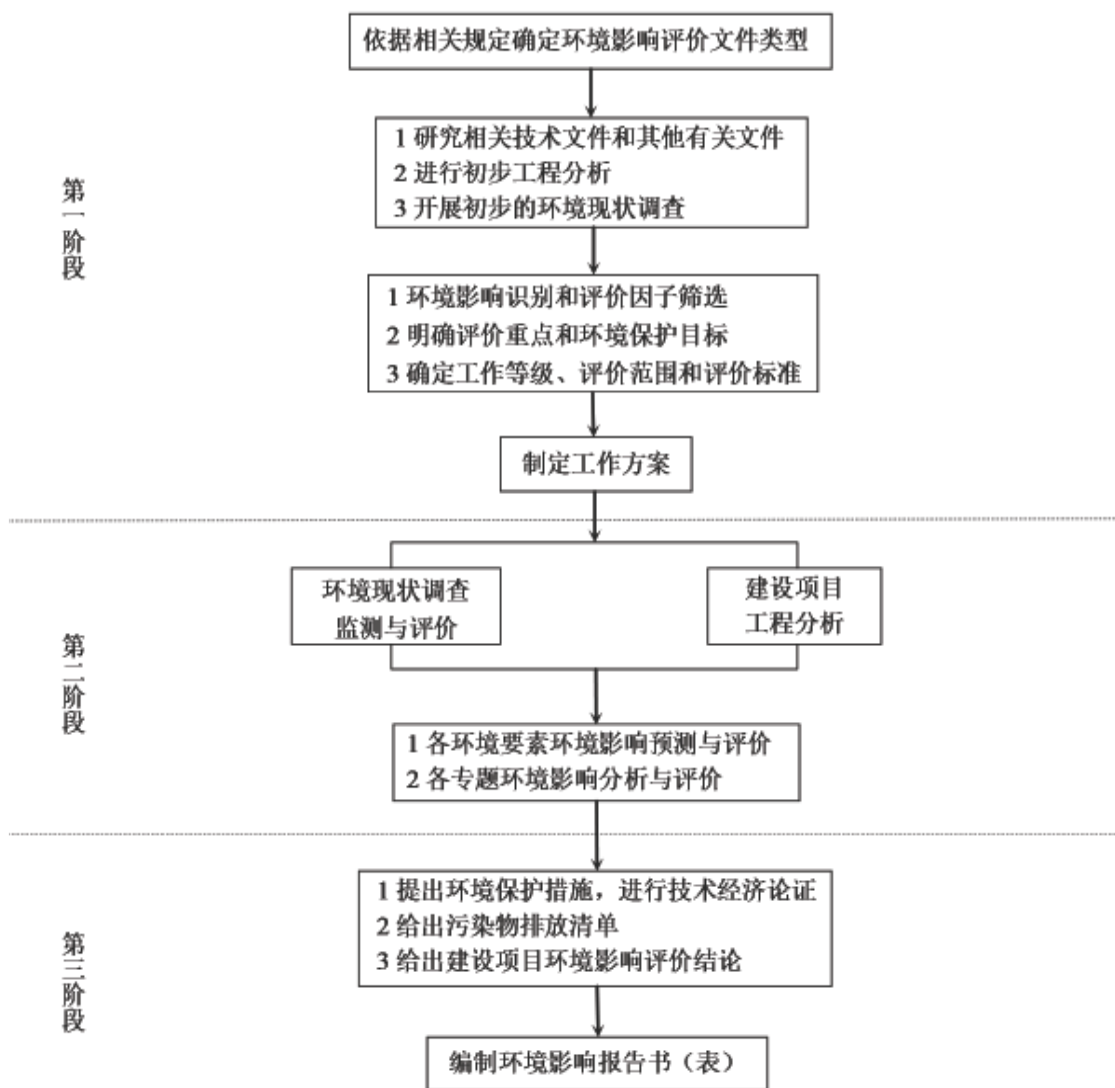 依据相关规定确定环境影响评价文件类型
1 研究相关技术文件和其他有关文件
2 进行初步工程分析
3 开展初步的环境现状调查
第一阶段
1 环境影响识别和评价因子筛选
2 明确评价重点和环境保护目标
3 确定工作等级、评价范围和评价标准
制定工作方案
环境现状调查
监测与评价
建设项目
工程分析
第二阶段
1 各环境要素环境影响预测与评价
2 各专题环境影响分析与评价
1 提出环境保护措施，进行技术经济论证
2 给出污染物排放清单
3 给出建设项目环境影响评价结论
第三阶段
编制环境影响报告书（表）